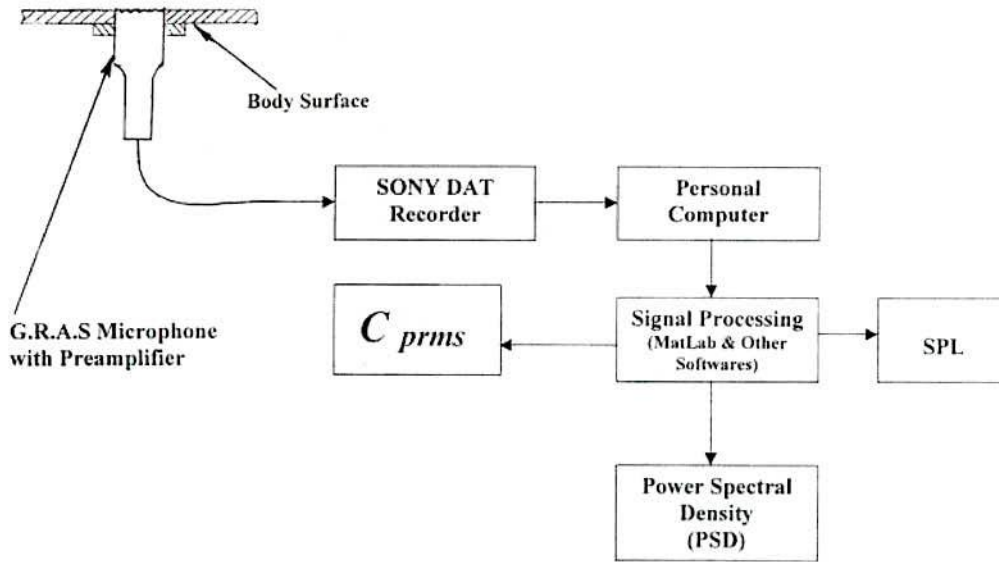 Body Surface
SONY DAT
Recorder
Personal
Computer
G.R.A.S Microphone
with Preamplifier
C prms
Signal Processing
(MatLab & Other
Softwares)
SPL
Power Spectral
Density
(PSD)